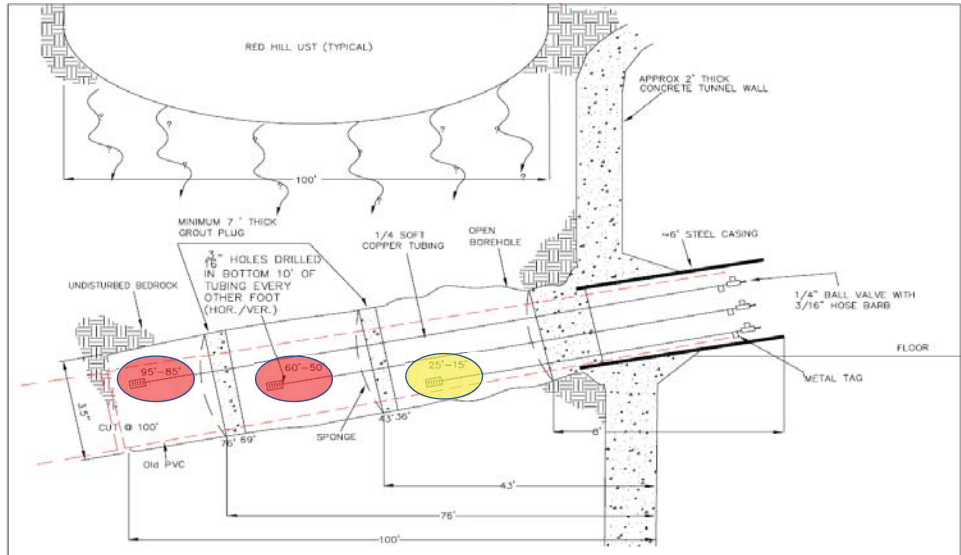 RED HILL UST (TYPICAL)
APPROX 2' THICK
CONCRETE TUNNEL WALL
?
?
?
?
?
?
?
?
?
?
?
?
100'
MINIMUM 7 ' THICK
GROUT PLUG
1/4 SOFT
COPPER TUBING
OPEN
BOREHOLE
~6' STEEL CASING
3/16" HOLES DRILLED
IN BOTTOM 10' OF
TUBING EVERY
OTHER FOOT
(HOR./VER.)
UNDISTURBED BEDROCK
1/4" BALL VALVE WITH
3/16" HOSE BARB
FLOOR
95'-85'
60'-50
25'-15'
METAL TAG
3.5"
CUT @ 100'
Old PVC
76'
69'
SPONGE
43'
36'
6'
43'
76'
100'